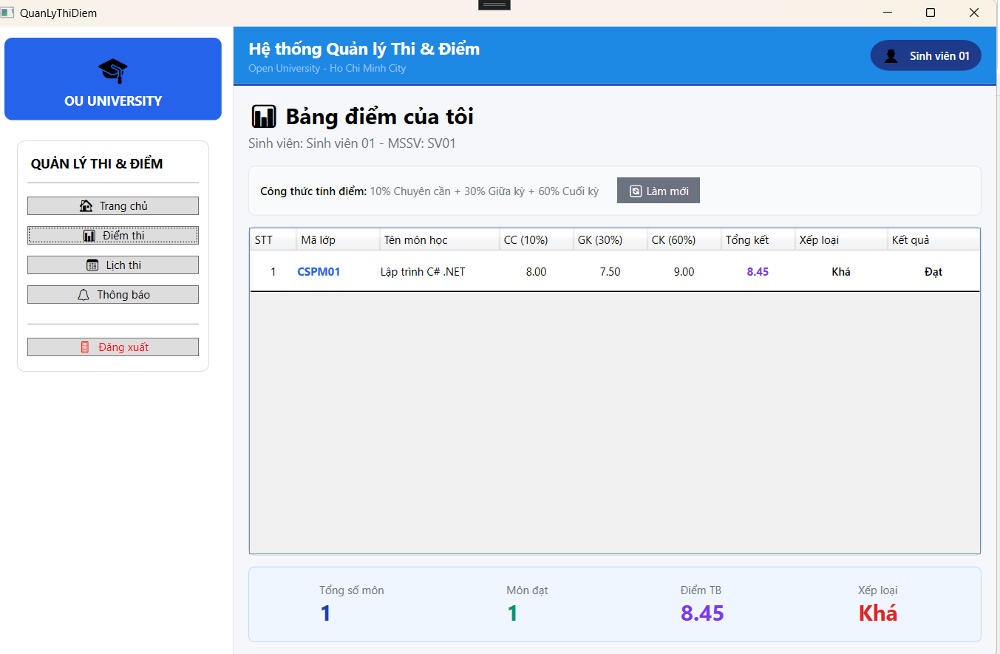 QuanLyThiDiem
OU UNIVERSITY
QUẢN LÝ THI & ĐIỂM
Trang chủ
Điểm thi
Lịch thi
Thông báo
Đăng xuất
Hệ thống Quản lý Thi & Điểm
Open University - Ho Chi Minh City
Sinh viên 01
Bảng điểm của tôi
Sinh viên: Sinh viên 01 - MSSV: SV01
Công thức tính điểm: 10% Chuyên cần + 30% Giữa kỳ + 60% Cuối kỳ
Làm mới
STT Mã lớp Tên môn học CC (10%) GK (30%) CK (60%) Tổng kết Xếp loại Kết quả
1 CSPM01 Lập trình C# .NET 8.00 7.50 9.00 8.45 Khá Đạt
Tổng số môn Môn đạt Điểm TB Xếp loại
1 1 8.45 Khá